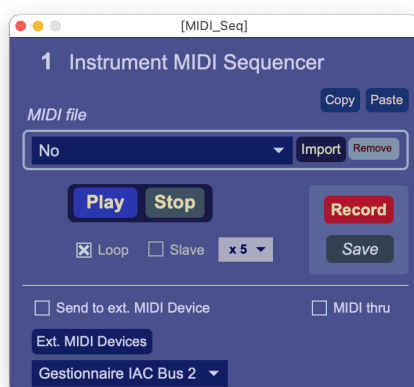 [MIDI_Seq]
1 Instrument MIDI Sequencer
Copy Paste
MIDI file
No Import Remove
Play Stop
Record
Loop Slave x 5 Save
Send to ext. MIDI Device MIDI thru
Ext. MIDI Devices
Gestionnaire IAC Bus 2